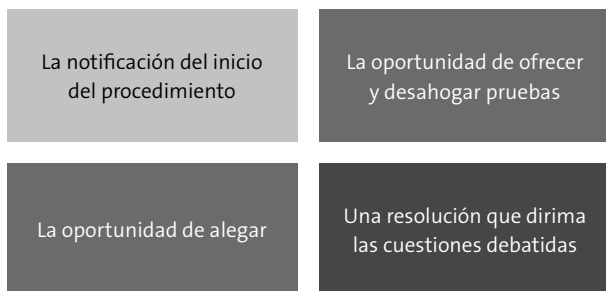 La notificación del inicio
del procedimiento
La oportunidad de ofrecer
y desahogar pruebas
La oportunidad de alegar
Una resolución que dirima
las cuestiones debatidas